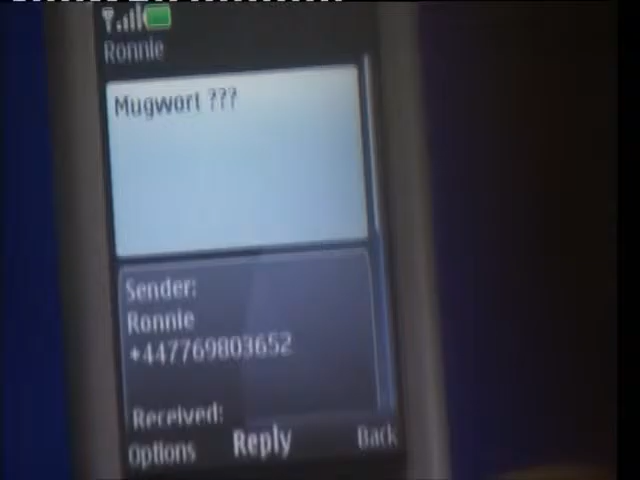 Ronnie
Mugwort ???
Sender:
Ronnie
+447769803652
Received:
Options Reply Back